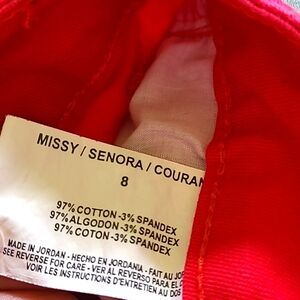 MISSY / SENORA / COURAN
8
97% COTTON -3% SPANDEX
97% ALGODON -3% SPANDEX
97% COTON -3% SPANDEX
MADE IN JORDAN - HECHO EN JORDANIA - FAIT AU JOR
SEE REVERSE FOR CARE - VER AL REVERSO PARA EL C
VOIR LES INSTRUCTIONS D'ENTRETIEN AU DOS